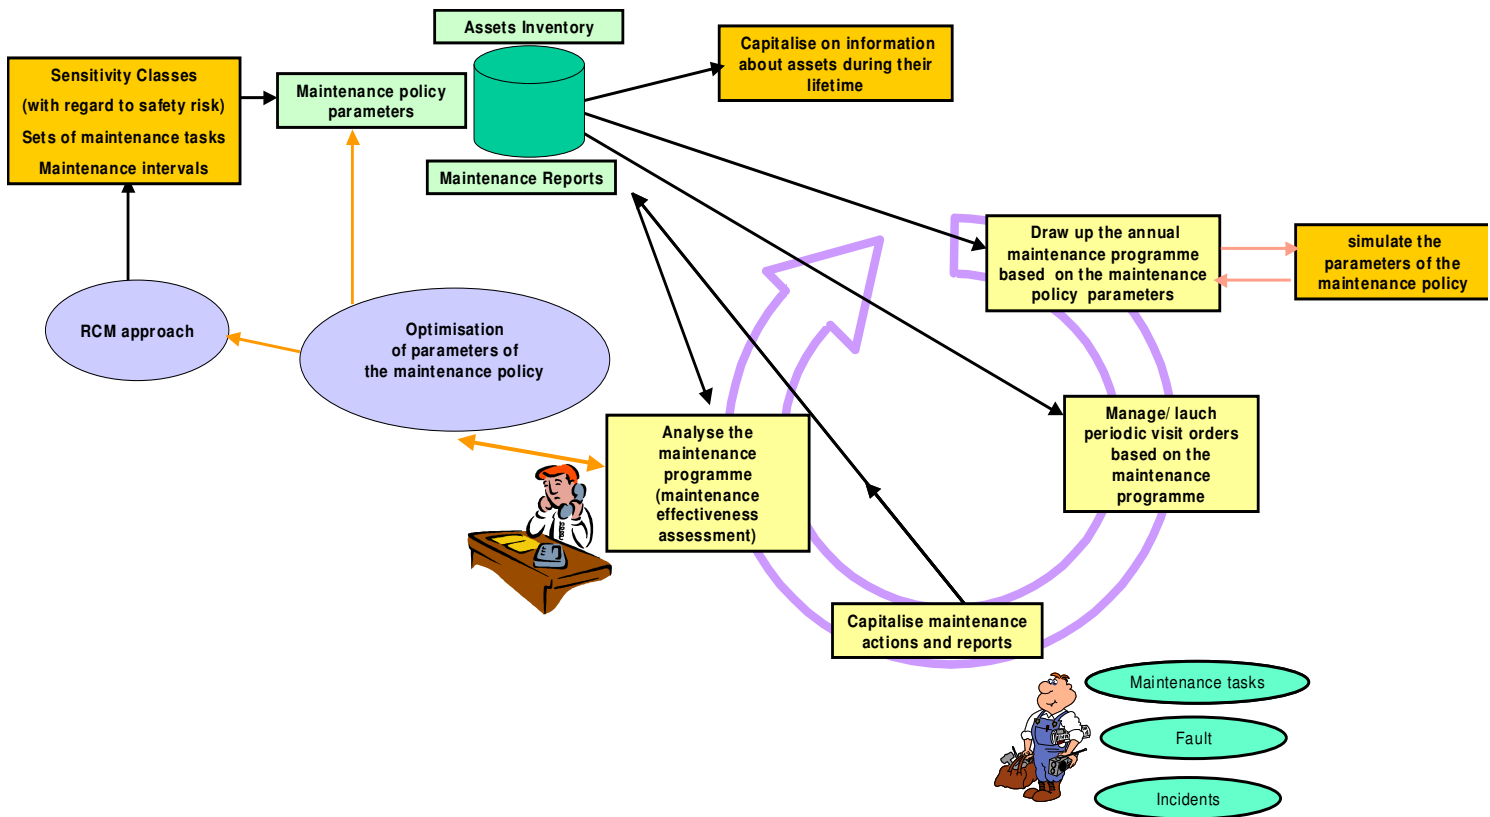 Assets Inventory
Capitalise on information
about assets during their
lifetime
Sensitivity Classes
(with regard to safety risk)
Sets of maintenance tasks
Maintenance intervals
Maintenance policy
parameters
Maintenance Reports
Draw up the annual
maintenance programme
based on the maintenance
policy parameters
simulate the
parameters of the
maintenance policy
RCM approach
Optimisation
of parameters of
the maintenance policy
Analyse the
maintenance
programme
(maintenance
effectiveness
assessment)
Manage/ lauch
periodic visit orders
based on the
maintenance
programme
Capitalise maintenance
actions and reports
Maintenance tasks
Fault
Incidents